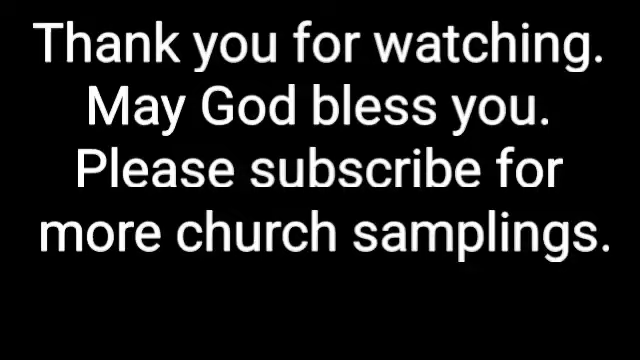 Thank you for watching.
May God bless you.
Please subscribe for
more church samplings.